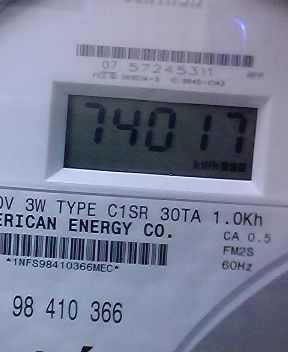 07 57245311
74017
kWh
0V 3W TYPE C1SR 30TA 1.0Kh
ERICAN ENERGY CO.
CA 0.5
FM2S
*1NFS98410366MEC*
60Hz
98 410 366